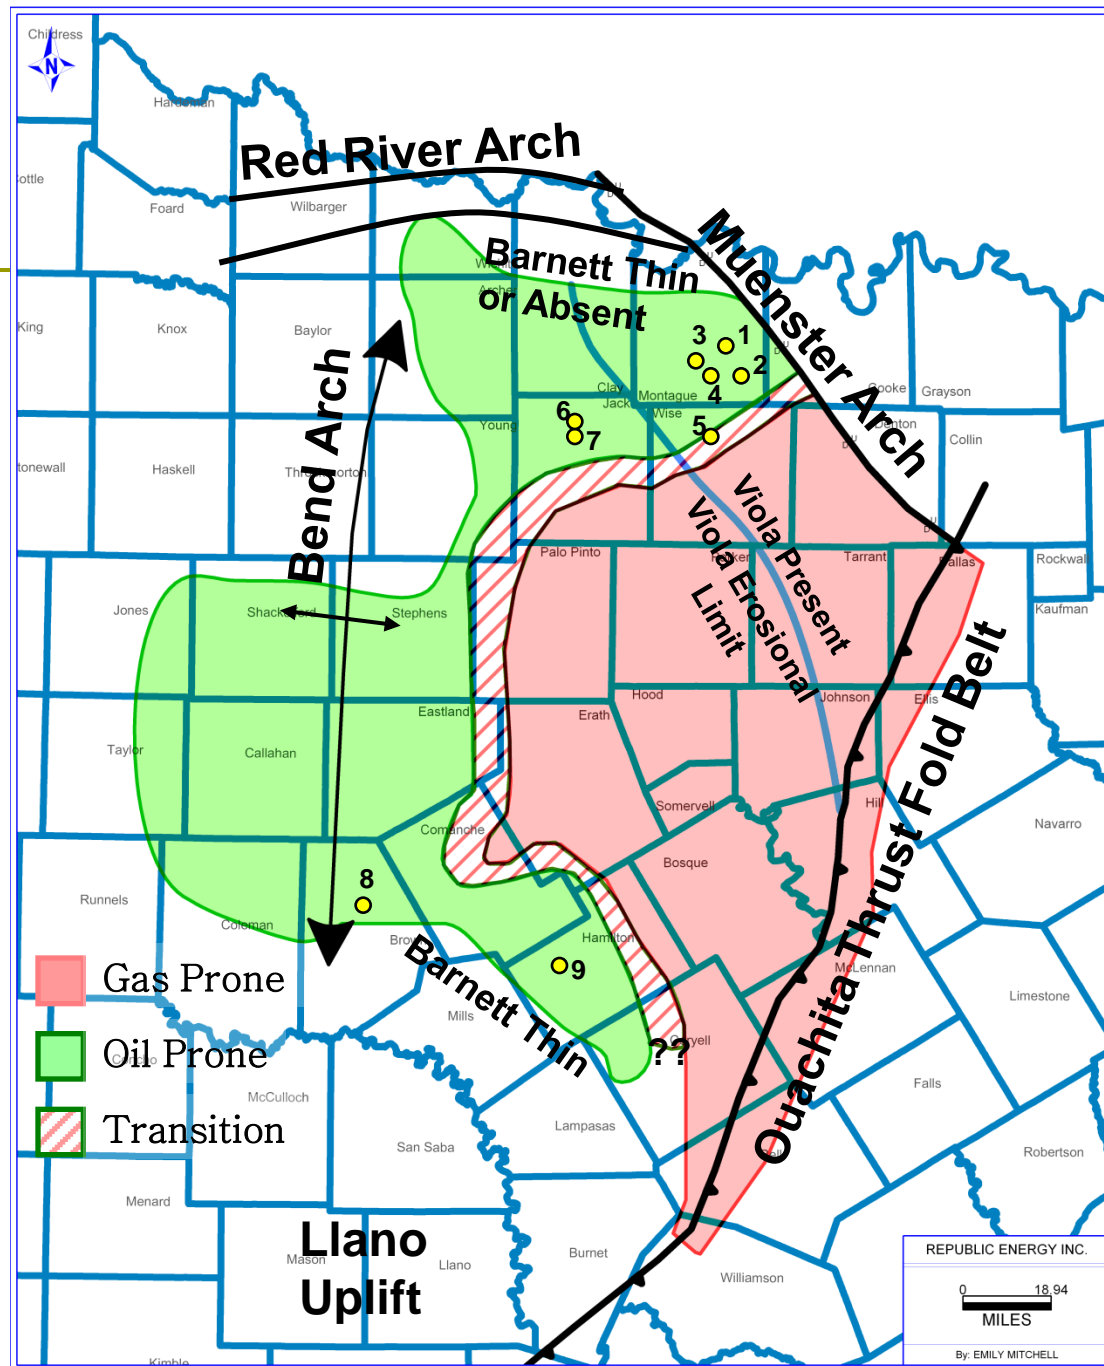 Childress
N
Hardeman
Red River Arch
Foard
Wilbarger
Muenster Arch
U
D
Barnett Thin
or Absent
Archer
D
King
Knox
Baylor
3
1
2
4
U
D
Clay
Montague
Cooke
Grayson
Jack
Wise
Young
6
7
5
Denton
Collin
U
D
Haskell
Throckmorton
Bend Arch
Viola Present
Viola Erosional
Limit
U
D
Palo Pinto
Parker
Tarrant
Dallas
Rockwall
Jones
Shackelford
Stephens
Kaufman
Ouachita Thrust Fold Belt
Hood
Johnson
Ellis
Eastland
Erath
Taylor
Callahan
Somervell
Hill
Comanche
Navarro
Bosque
8
Runnels
Coleman
Brown
Hamilton
9
Barnett Thin
McLennan
Gas Prone
Limestone
Mills
??
Coryell
Oil Prone
Concho
McCulloch
Falls
Transition
Lampasas
San Saba
Bell
Robertson
Menard
Llano
Uplift
Mason
Llano
Burnet
Williamson
Kimble
REPUBLIC ENERGY INC.
0 18.94
MILES
By: EMILY MITCHELL